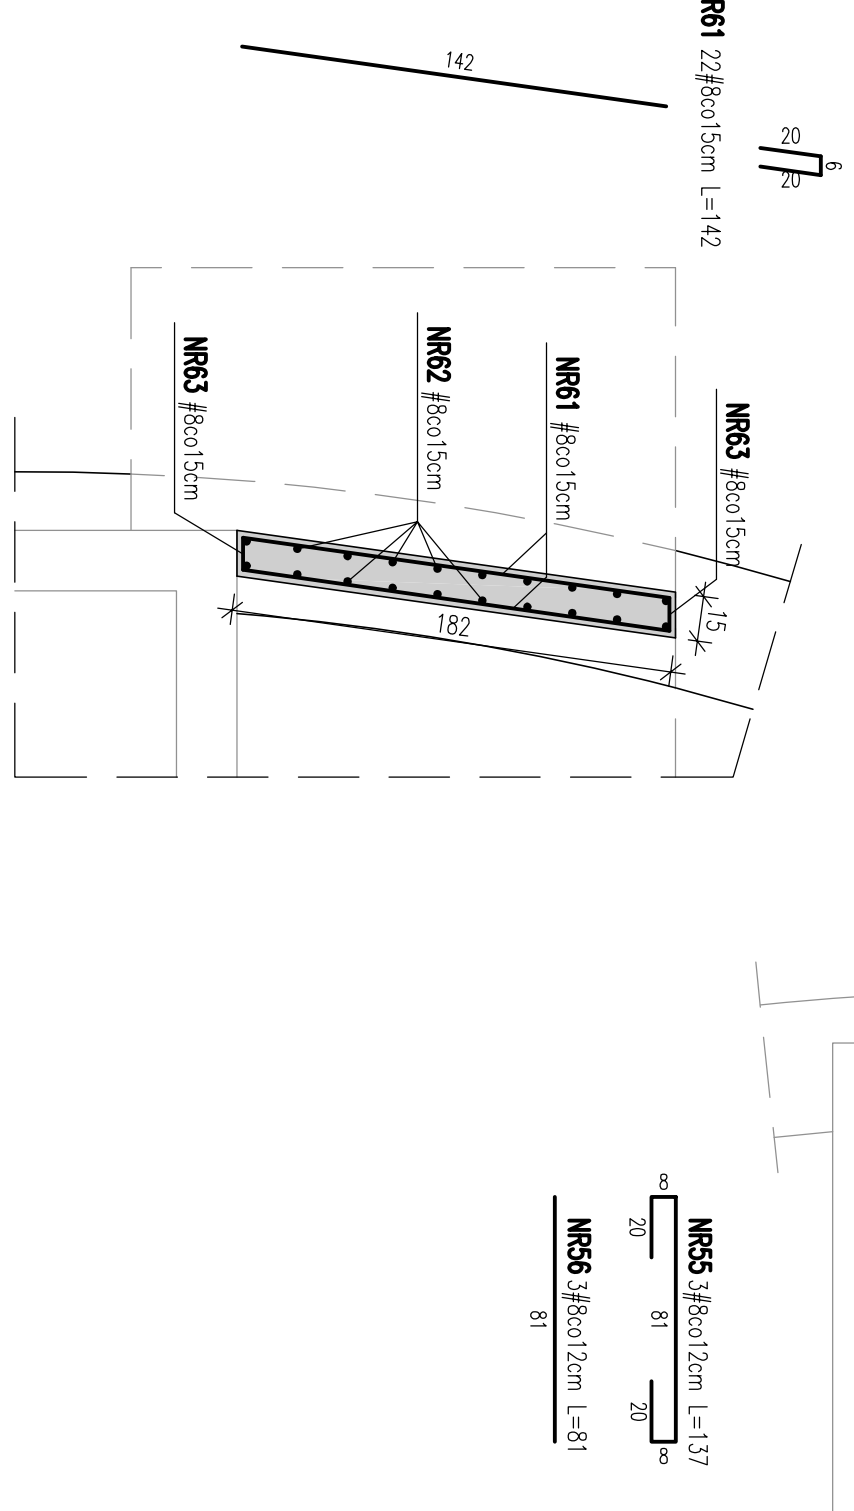 R61 22#8co15cm L=142
142
20
6
20
NR63 #8co15cm
NR61 #8co15cm
NR62 #8co15cm
NR63 #8co15cm
15
182
NR55 3#8co12cm L=137
8
20
81
20
8
NR56 3#8co12cm L=81
81